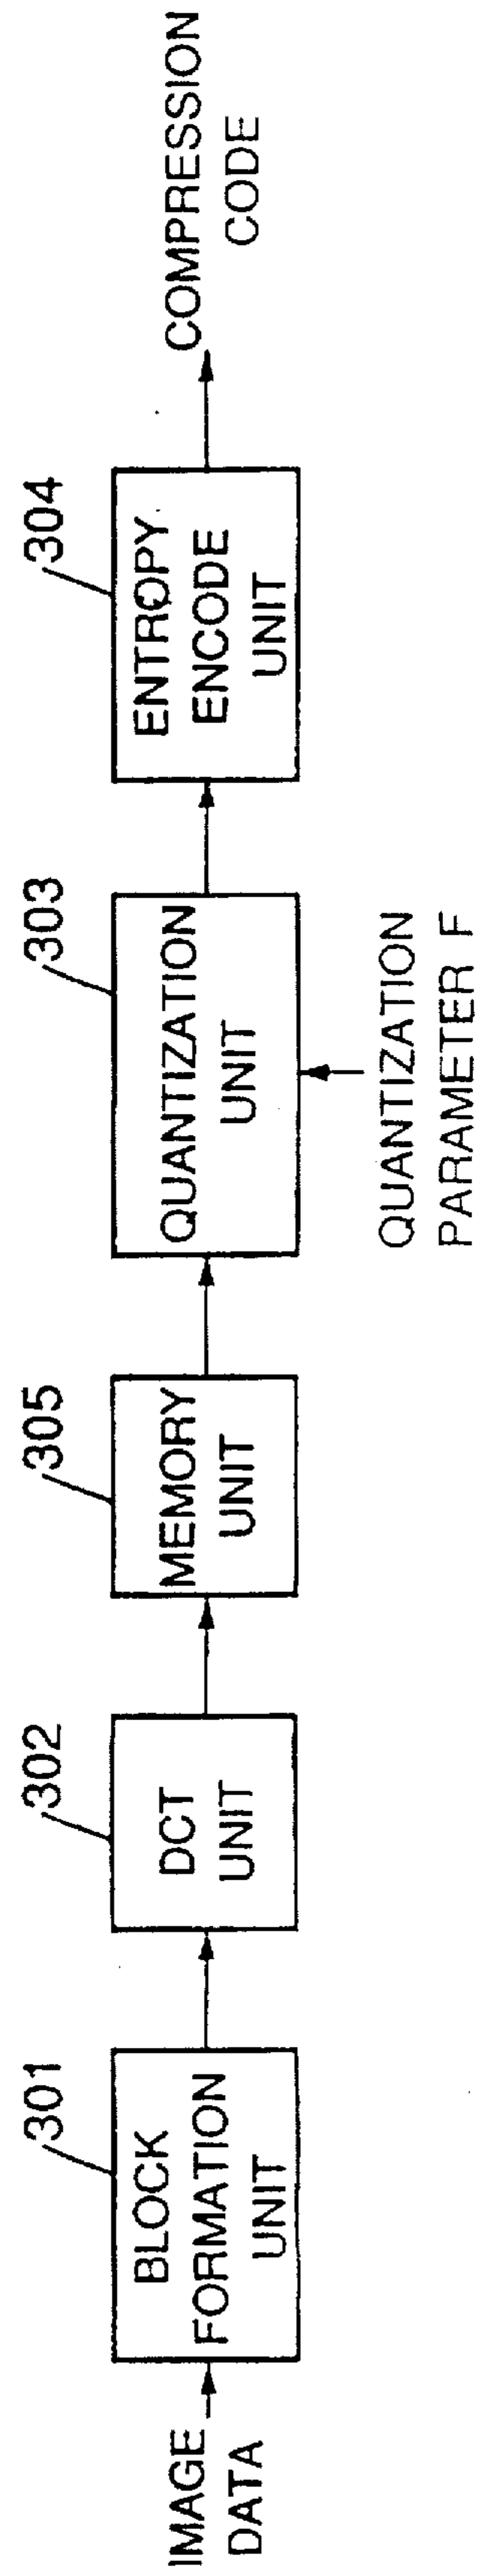 IMAGE
DATA
301
BLOCK
FORMATION
UNIT
302
DCT
UNIT
305
MEMORY
UNIT
303
QUANTIZATION
UNIT
QUANTIZATION
PARAMETER F
304
ENTROPY
ENCODE
UNIT
COMPRESSION
CODE